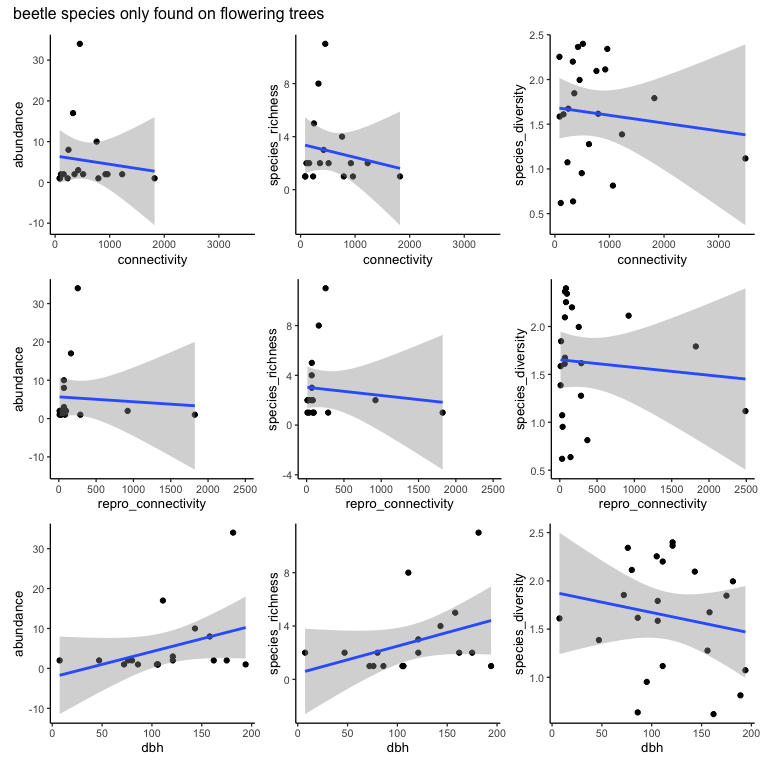 beetle species only found on flowering trees
30
20
10
0
-10
0 1000 2000 3000
abundance
connectivity
8
4
0
0 1000 2000 3000
species_richness
connectivity
2.5
2.0
1.5
1.0
0.5
0 1000 2000 3000
species_diversity
connectivity
30
20
10
0
-10
0 500 1000 1500 2000 2500
abundance
repro_connectivity
8
4
0
-4
0 500 1000 1500 2000 2500
species_richness
repro_connectivity
2.0
1.5
1.0
0.5
0 500 1000 1500 2000 2500
species_diversity
repro_connectivity
30
20
10
0
-10
0 50 100 150 200
abundance
dbh
8
4
0
0 50 100 150 200
species_richness
dbh
2.5
2.0
1.5
1.0
0 50 100 150 200
species_diversity
dbh